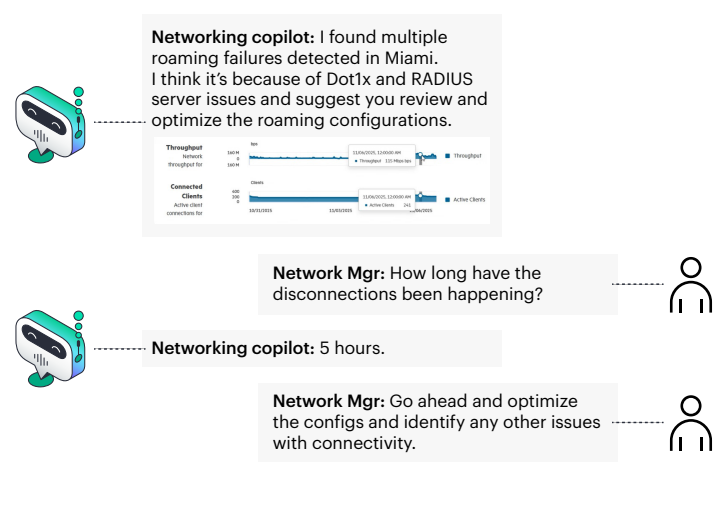 Networking copilot: I found multiple
roaming failures detected in Miami.
I think it's because of Dot1x and RADIUS
server issues and suggest you review and
optimize the roaming configurations.
Throughput
Network
throughput for
bps
160 M
0
160 M
11/06/2025, 12:00:00 AM
Throughput 115 Mbps bps
Throughput
Connected
Clients
Active client
connections for
Clients
600
300
0
11/06/2025, 12:00:00 AM
Active Clients 241
Active Clients
10/31/2025 11/03/2025 /06/2025
Network Mgr: How long have the
disconnections been happening?
Networking copilot: 5 hours.
Network Mgr: Go ahead and optimize
the configs and identify any other issues
with connectivity.